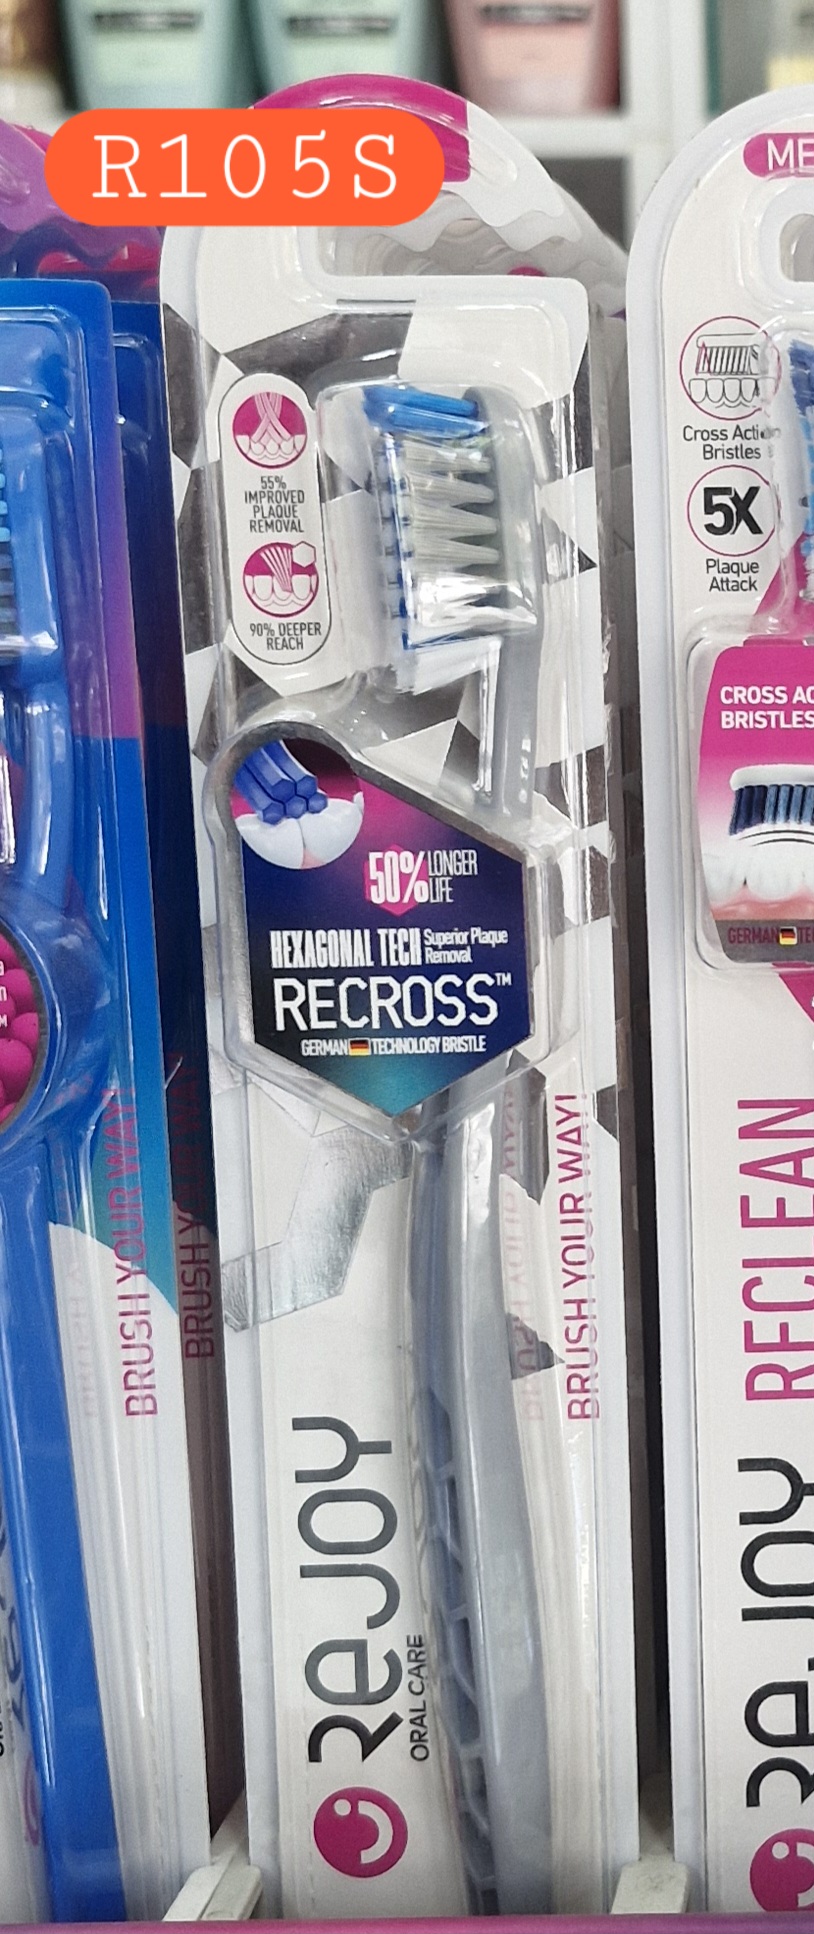 R105S
55%
IMPROVED
PLAQUE
REMOVAL
90% DEEPER
REACH
50% LONGER
LIFE
HEXAGONAL TECH Superior Plaque
Removal
RECROSS™
GERMAN TECHNOLOGY BRISTLE
BRUSH YOUR WAY!
ReJOY
ORAL CARE
BRUSH YOUR WAY!
BRUSH YOUR WAY
Cross Action
Bristles
5X
Plaque
Attack
CROSS AC
BRISTLES
GERMAN TE
RECLEAN
ReJOY